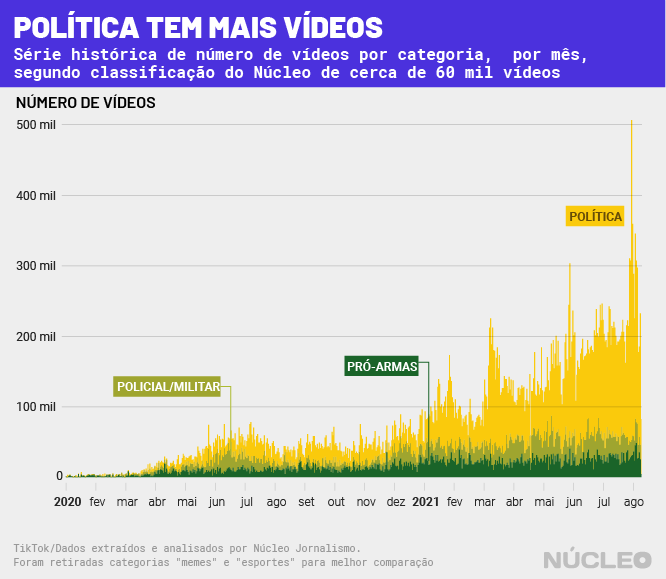 POLÍTICA TEM MAIS VÍDEOS
Série histórica de número de vídeos por categoria, por mês,
segundo classificação do Núcleo de cerca de 60 mil vídeos
NÚMERO DE VÍDEOS
500 mil
400 mil
300 mil
200 mil
100 mil
0
POLÍTICA
PRÓ-ARMAS
POLICIAL/MILITAR
2020 fev mar abr mai jun jul ago set out nov dez 2021 fev mar abr mai jun jul ago
TikTok/Dados extraídos e analisados por Núcleo Jornalismo.
Foram retiradas categorias "memes" e "esportes" para melhor comparação
NÚCLEO